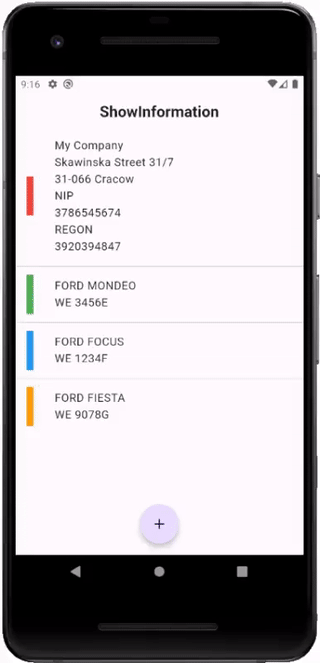 9:16
ShowInformation
My Company
Skawinska Street 31/7
31-066 Cracow
NIP
3786545674
REGON
3920394847
FORD MONDEO
WE 3456E
FORD FOCUS
WE 1234F
FORD FIESTA
WE 9078G
+